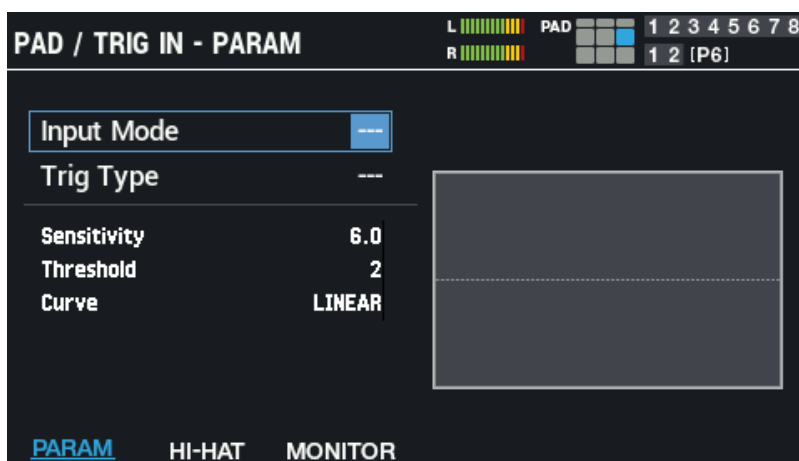 PAD / TRIG IN - PARAM
L
R
PAD
1 2 3 4 5 6 7 8
1 2 [P6]
Input Mode ---
Trig Type ---
Sensitivity 6.0
Threshold 2
Curve LINEAR
PARAM HI-HAT MONITOR